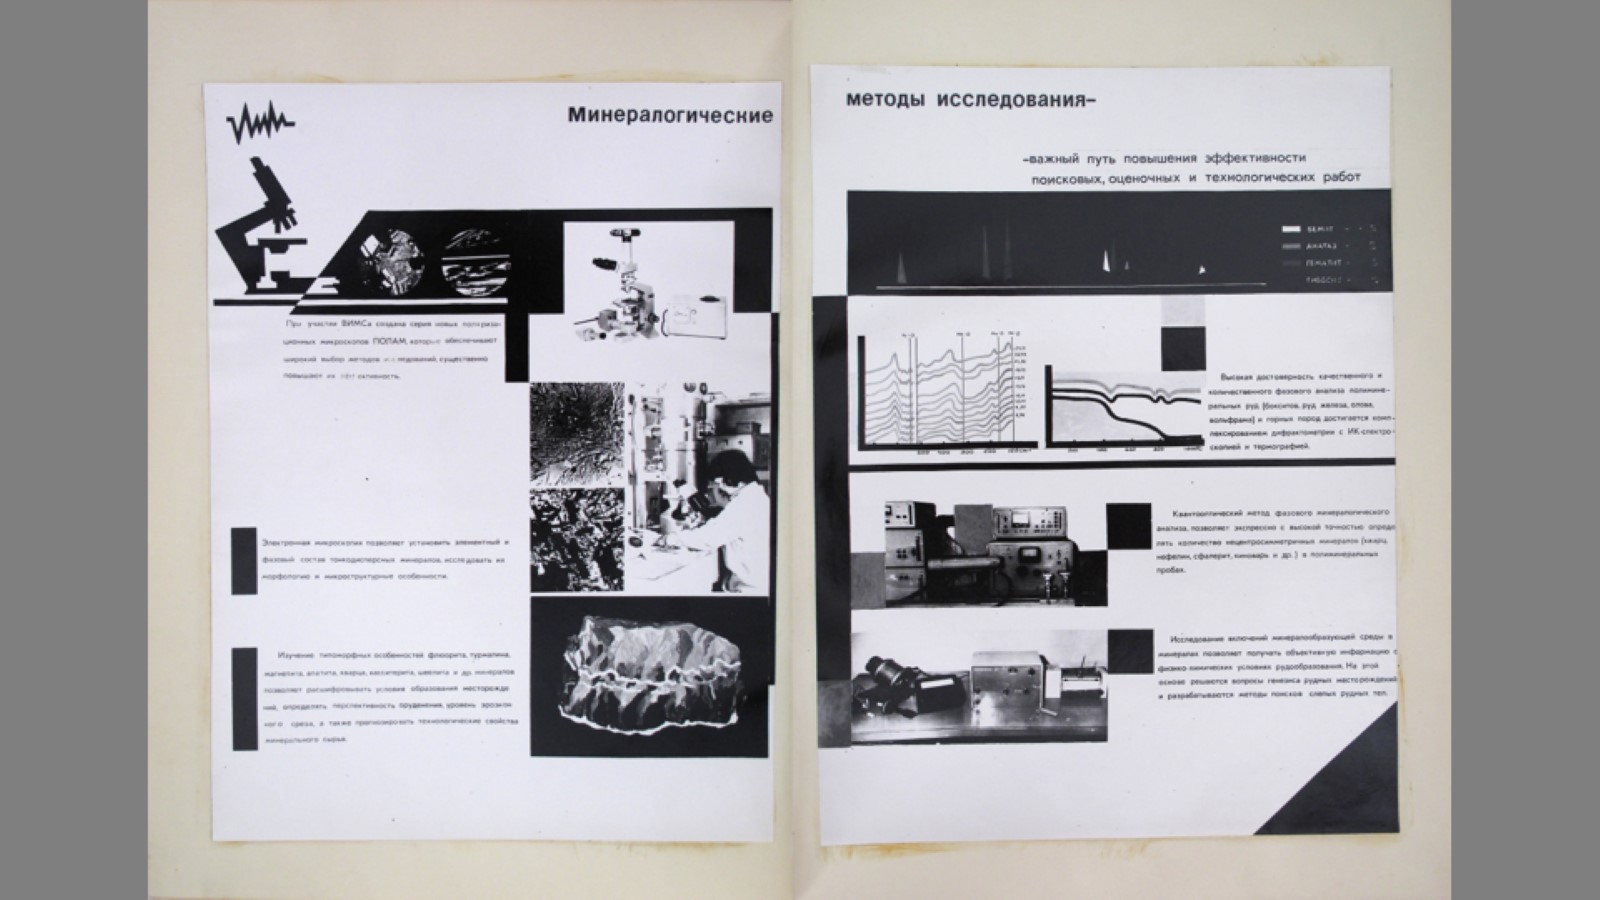 Минералогические
При участии ВИМСа создана серия новых поляриза-
ционных микроскопов ПОЛАМ, которые обеспечивают
широкий выбор методов исследований, существенно
повышают их эффективность.
Электронная микроскопия позволяет установить элементный и
фазовый состав тонкодисперсных минералов, исследовать их
морфологию и микроструктурные особенности.
Изучение типоморфных особенностей флюорита, турмалина,
магнетита, апатита, кварца, касситерита, шеелита и др. минералов
позволяет расшифровывать условия образования месторожде
ний, определять перспективность оруденения, уровень эрозион
ного среза, а также прогнозировать технологические свойства
минерального сырья.
методы исследования-
-важный путь повышения эффективности
поисковых, оценочных и технологических работ
БЕМИТ
АНАТАЗ
ГЕМАТИТ
ГИББСИТ
Высокая достоверность качественного и
количественного фазового анализа полимине-
ральных руд (бокситов, руд железа, олова,
вольфрама) и горных пород достигается комп-
лексированием дифрактометрии с ИК-спектро-
скопией и термографией.
Квантооптический метод фазового минералогического
анализа позволяет экспрессно с высокой точностью опреде
лять количество нецентросимметричных минералов (кварц,
нефелин, сфалерит, киноварь и др.) в полиминеральных
пробах.
Исследование включений минералообразующей среды в
минералах позволяет получать объективную информацию о
физико-химических условиях рудообразования. На этой
основе решаются вопросы генезиса рудных месторождений
и разрабатываются методы поисков слепых рудных тел.